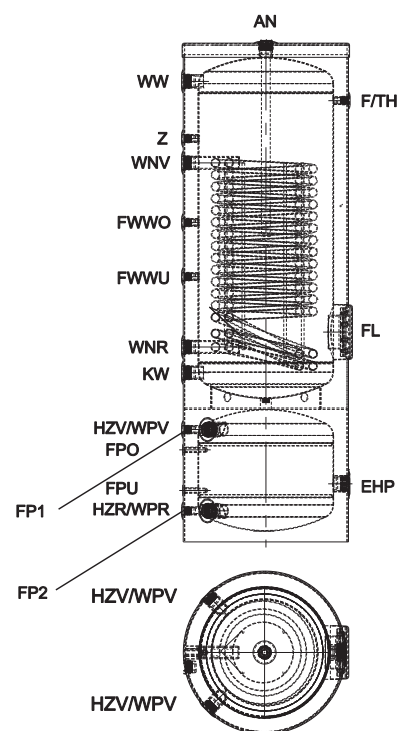 AN
WW
F/TH
Z
WNV
FWWO
FWWU
FL
WNR
KW
HZV/WPV
FPO
FPU
EHP
FP1
HZR/WPR
FP2
HZV/WPV
HZV/WPV